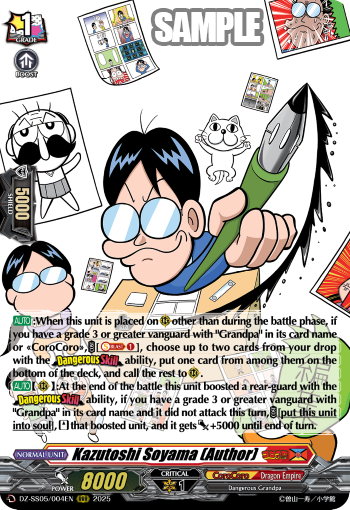 SAMPLE
1
GRADE
BOOST
5000
SHIELD
AUTO:When this unit is placed on other than during the battle phase, if
you have a grade 3 or greater vanguard with "Grandpa" in its card name
or «CoroCoro», choose up to two cards from your drop
with the Dangerous Skill ability, put one card from among them on the
bottom of the deck, and call the rest to .
AUTO【 】:At the end of the battle this unit boosted a rear-guard with the
Dangerous Skill ability, if you have a grade 3 or greater vanguard with
"Grandpa" in its card name and it did not attack this turn, [put this unit
into soul], that boosted unit, and it gets +5000 until end of turn.
NORMAL UNIT
Kazutoshi Soyama (Author)
POWER
8000
CRITICAL
1
CoroCoro
Dragon Empire
Dangerous Grandpa
DZ-SS05/004EN RRR 2025
©曽山一寿／小学館